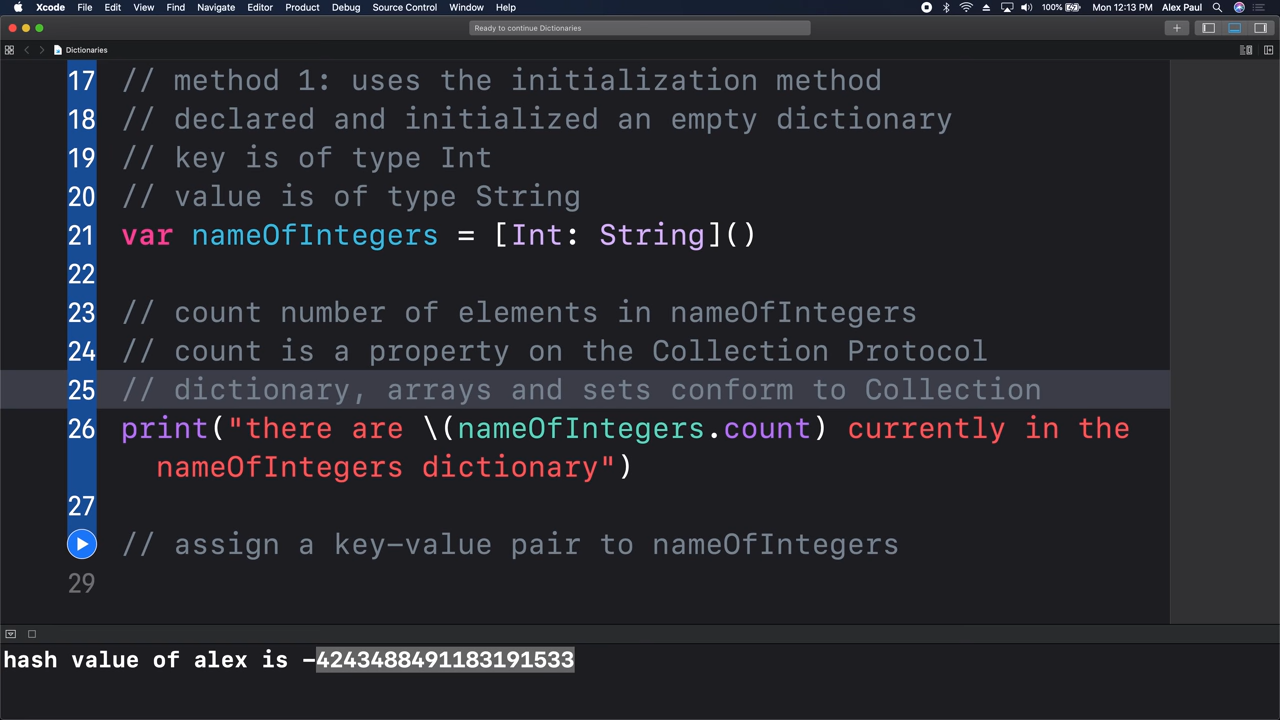 Xcode File Edit View Find Navigate Editor Product Debug Source Control Window Help 100% Mon 12:13 PM Alex Paul
Ready to continue Dictionaries
Dictionaries
17 // method 1: uses the initialization method
18 // declared and initialized an empty dictionary
19 // key is of type Int
20 // value is of type String
21 var nameOfIntegers = [Int: String]()
22
23 // count number of elements in nameOfIntegers
24 // count is a property on the Collection Protocol
25 // dictionary, arrays and sets conform to Collection
26 print("there are \(nameOfIntegers.count) currently in the
nameOfIntegers dictionary")
27
// assign a key-value pair to nameOfIntegers
29
hash value of alex is -4243488491183191533